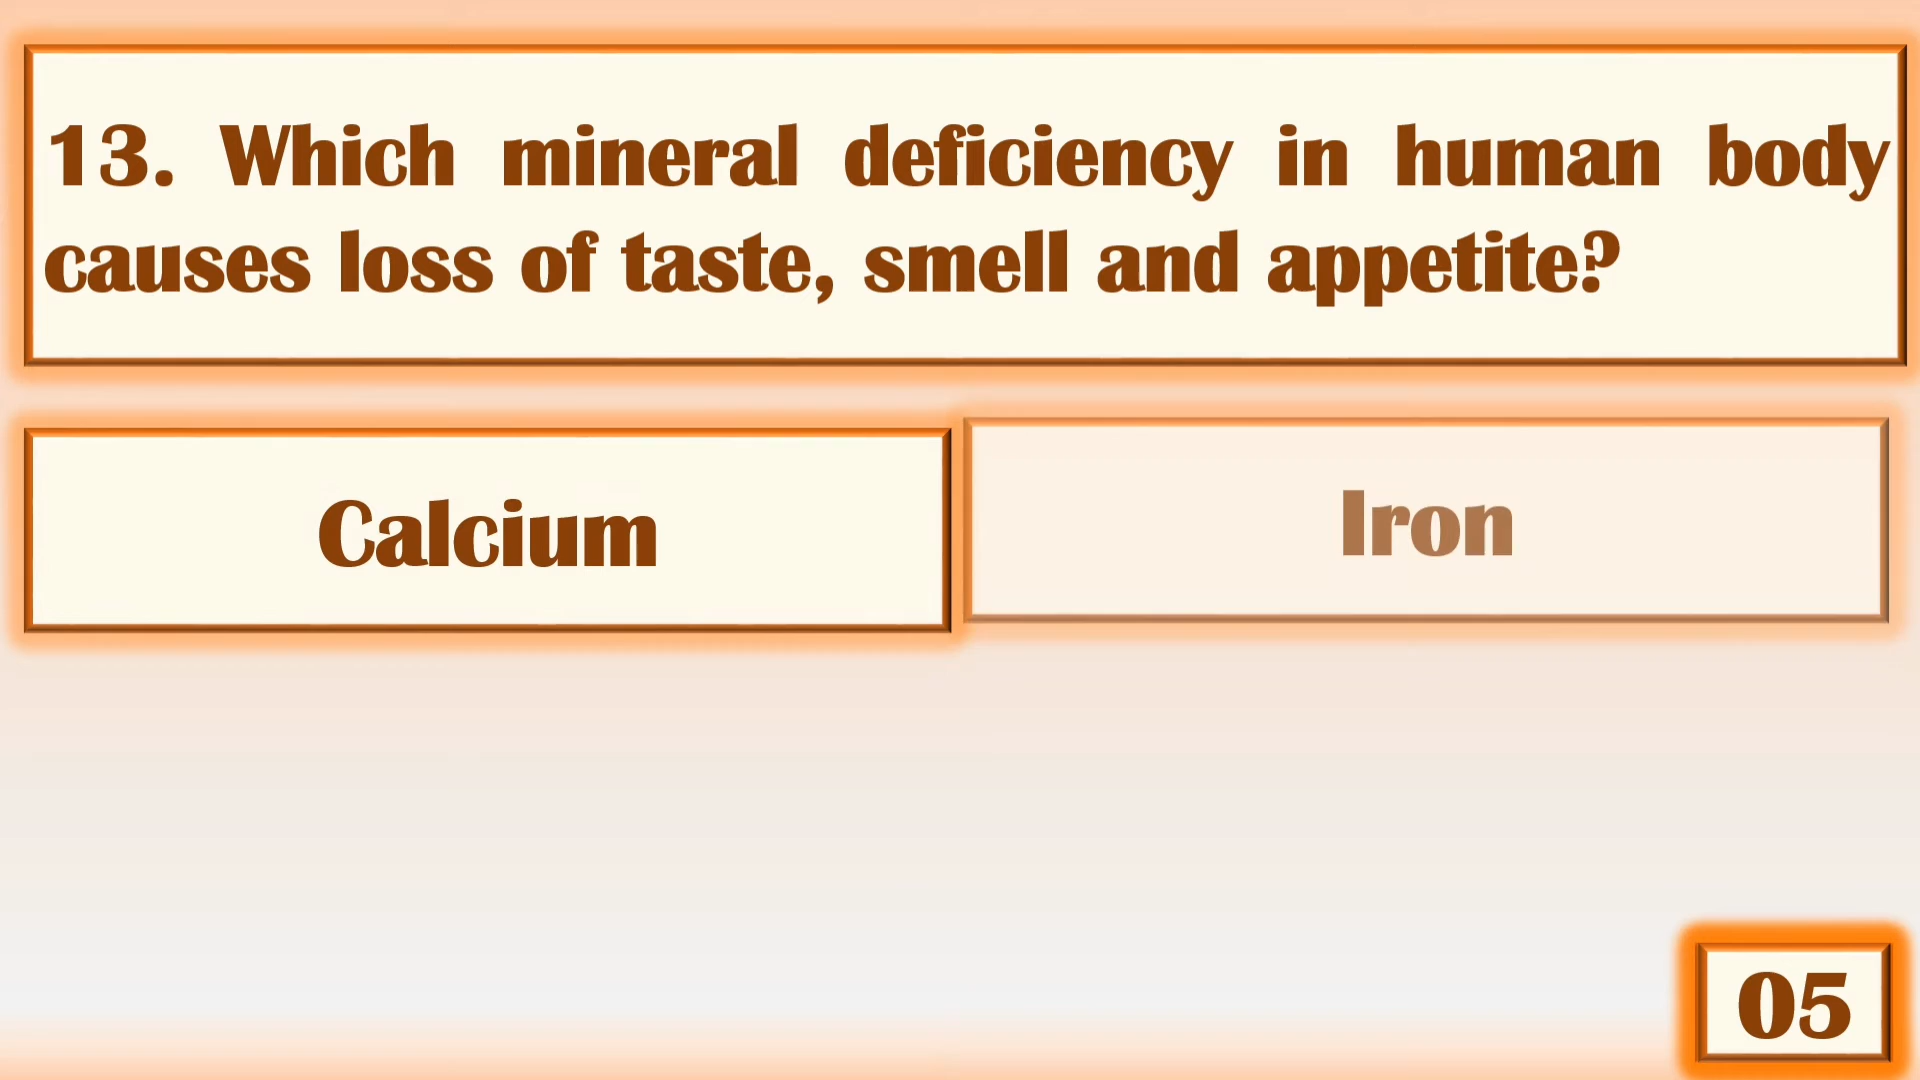 13. Which mineral deficiency in human body
causes loss of taste, smell and appetite?
Calcium
Iron
05